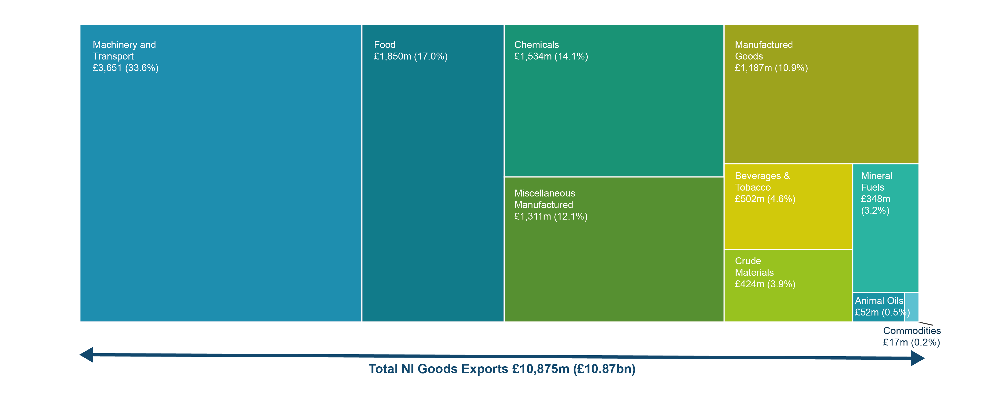 Machinery and
Transport
£3,651 (33.6%)
Food
£1,850m (17.0%)
Chemicals
£1,534m (14.1%)
Miscellaneous
Manufactured
£1,311m (12.1%)
Manufactured
Goods
£1,187m (10.9%)
Beverages &
Tobacco
£502m (4.6%)
Mineral
Fuels
£348m
(3.2%)
Crude
Materials
£424m (3.9%)
Animal Oils
£52m (0.5%)
Commodities
£17m (0.2%)
Total NI Goods Exports £10,875m (£10.87bn)